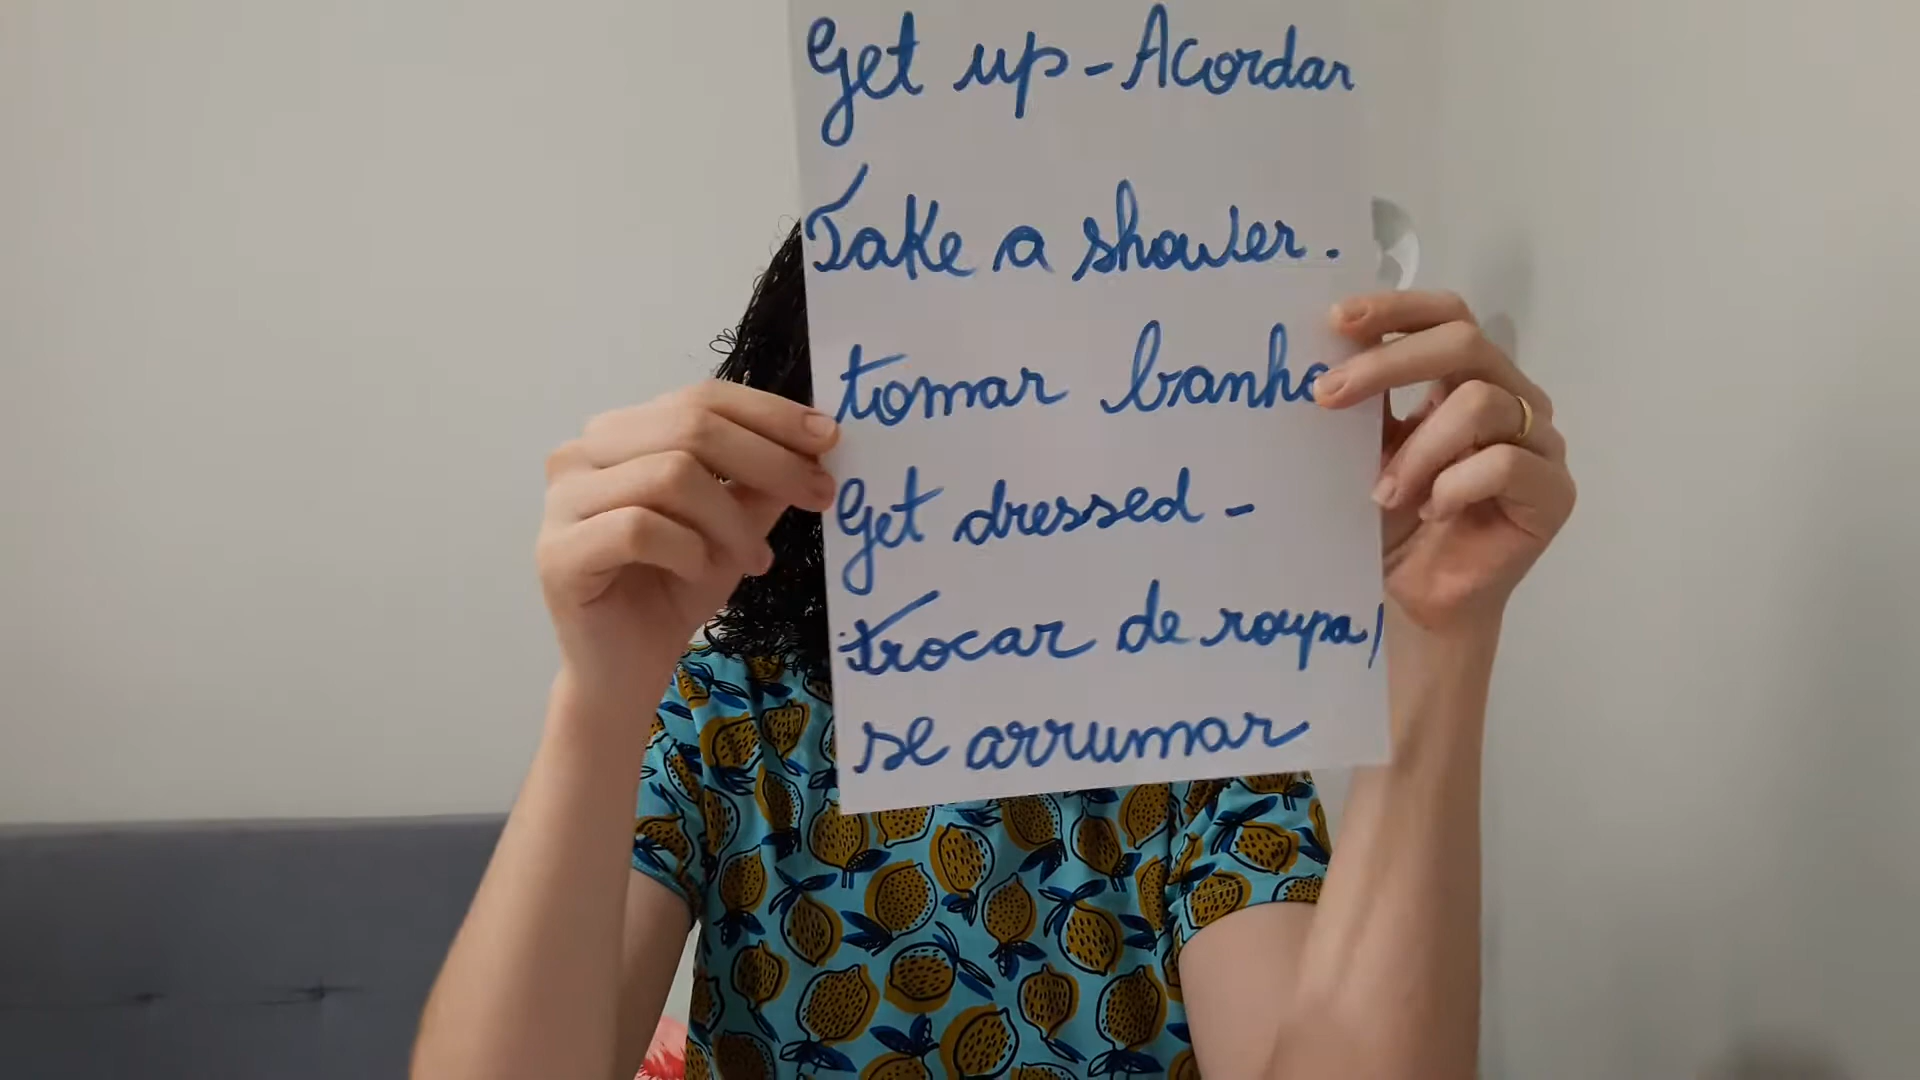 Get up - Acordar
Take a shower.
tomar banho
Get dressed -
trocar de roupa/
se arrumar